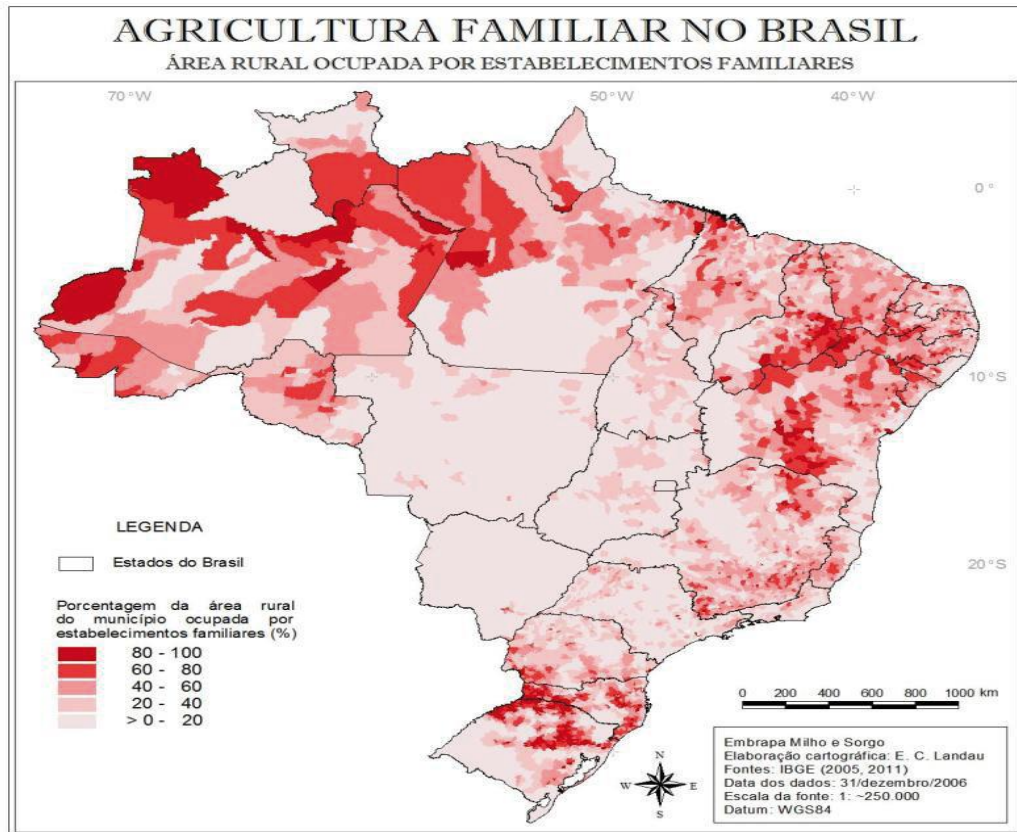 AGRICULTURA FAMILIAR NO BRASIL
ÁREA RURAL OCUPADA POR ESTABELECIMENTOS FAMILIARES
70°W
50°W
40°W
0°
10°S
20°S
LEGENDA
Estados do Brasil
Porcentagem da área rural
do município ocupada por
estabelecimentos familiares (%)
80 - 100
60 - 80
40 - 60
20 - 40
> 0 - 20
0 200 400 600 800 1000 km
N
W E
S
Embrapa Milho e Sorgo
Elaboração cartográfica: E. C. Landau
Fontes: IBGE (2005, 2011)
Data dos dados: 31/dezembro/2006
Escala da fonte: 1: ~250.000
Datum: WGS84